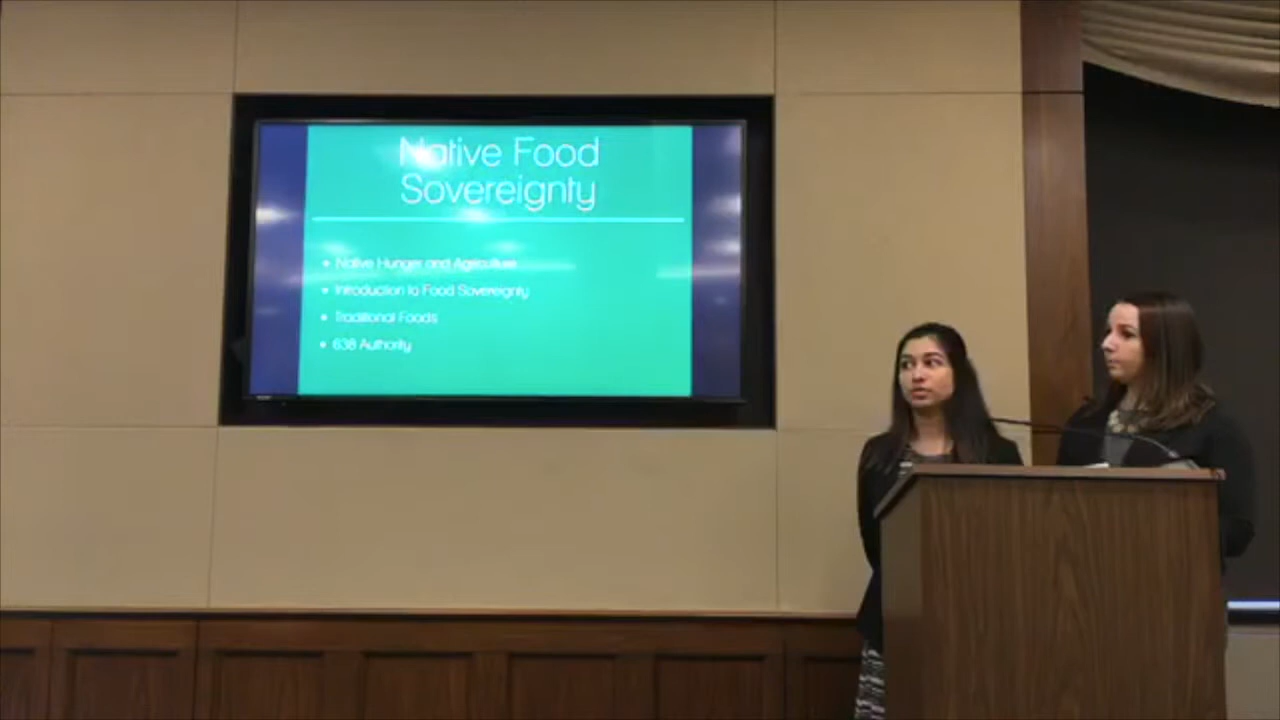 Native Food
Sovereignty
• Native Hunger and Agriculture
• Introduction to Food Sovereignty
• Traditional Foods
• 638 Authority